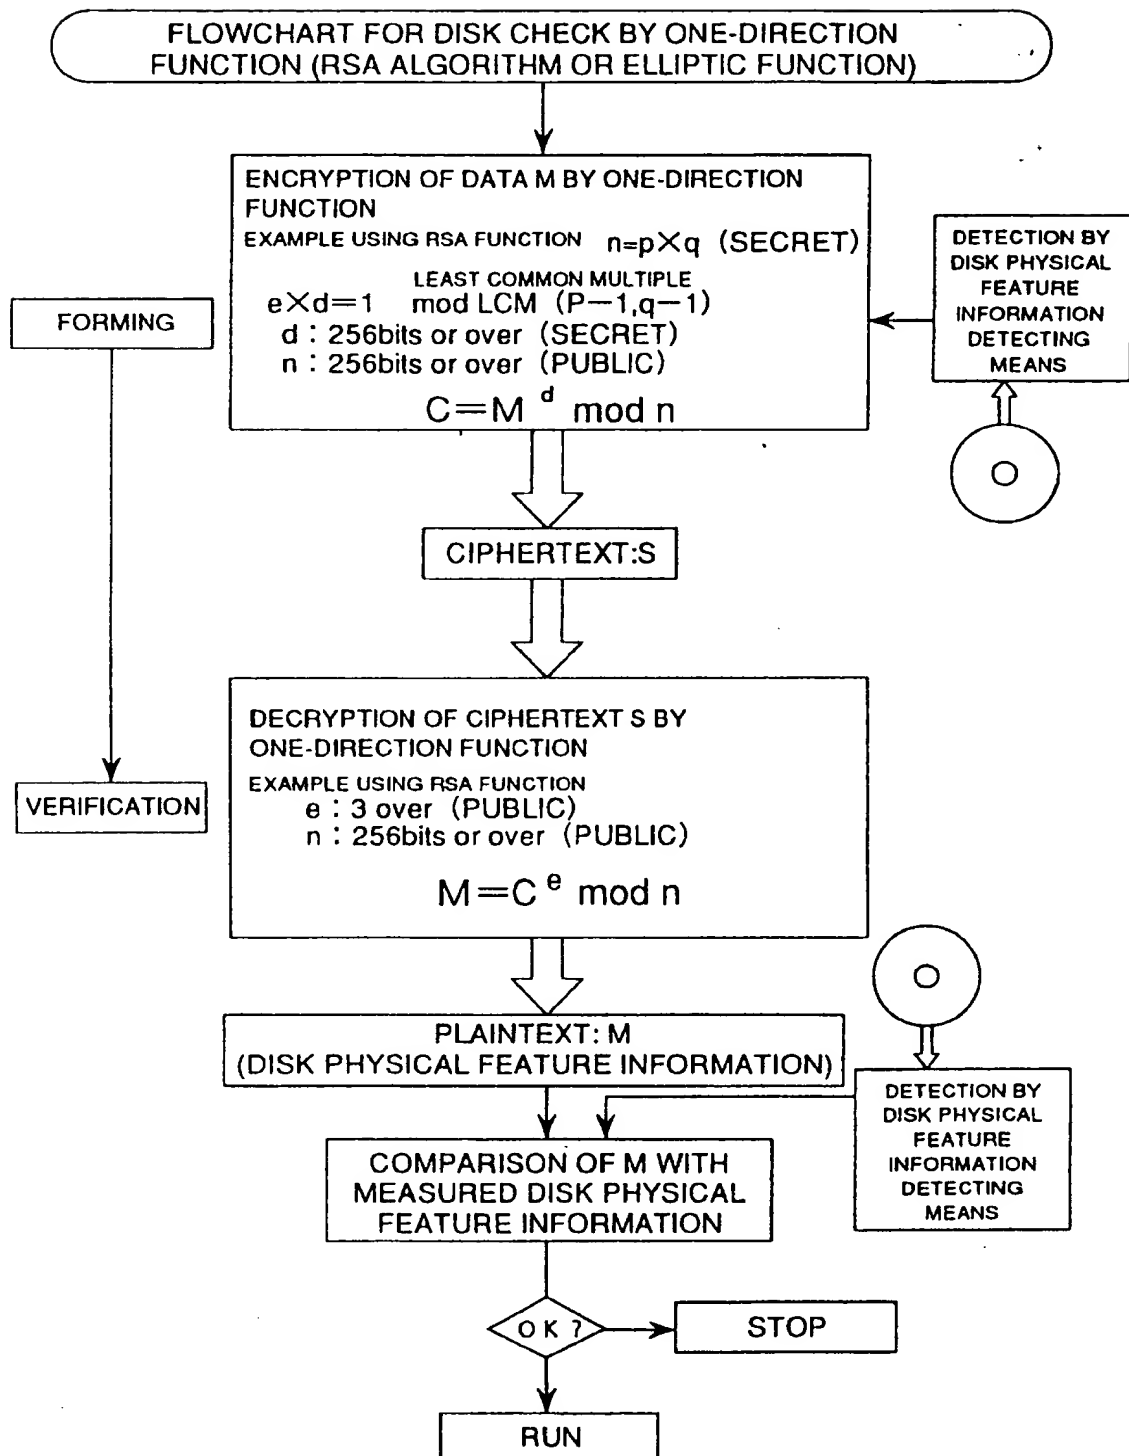 FLOWCHART FOR DISK CHECK BY ONE-DIRECTION
FUNCTION (RSA ALGORITHM OR ELLIPTIC FUNCTION)
ENCRYPTION OF DATA M BY ONE-DIRECTION
FUNCTION
EXAMPLE USING RSA FUNCTION n=p×q (SECRET)
LEAST COMMON MULTIPLE
e×d=1 mod LCM (P-1,q-1)
d : 256bits or over (SECRET)
n : 256bits or over (PUBLIC)
C=M^d mod n
DETECTION BY
DISK PHYSICAL
FEATURE
INFORMATION
DETECTING
MEANS
FORMING
CIPHERTEXT:S
DECRYPTION OF CIPHERTEXT S BY
ONE-DIRECTION FUNCTION
EXAMPLE USING RSA FUNCTION
e : 3 over (PUBLIC)
n : 256bits or over (PUBLIC)
M=C^e mod n
VERIFICATION
PLAINTEXT: M
(DISK PHYSICAL FEATURE INFORMATION)
DETECTION BY
DISK PHYSICAL
FEATURE
INFORMATION
DETECTING
MEANS
COMPARISON OF M WITH
MEASURED DISK PHYSICAL
FEATURE INFORMATION
OK?
STOP
RUN